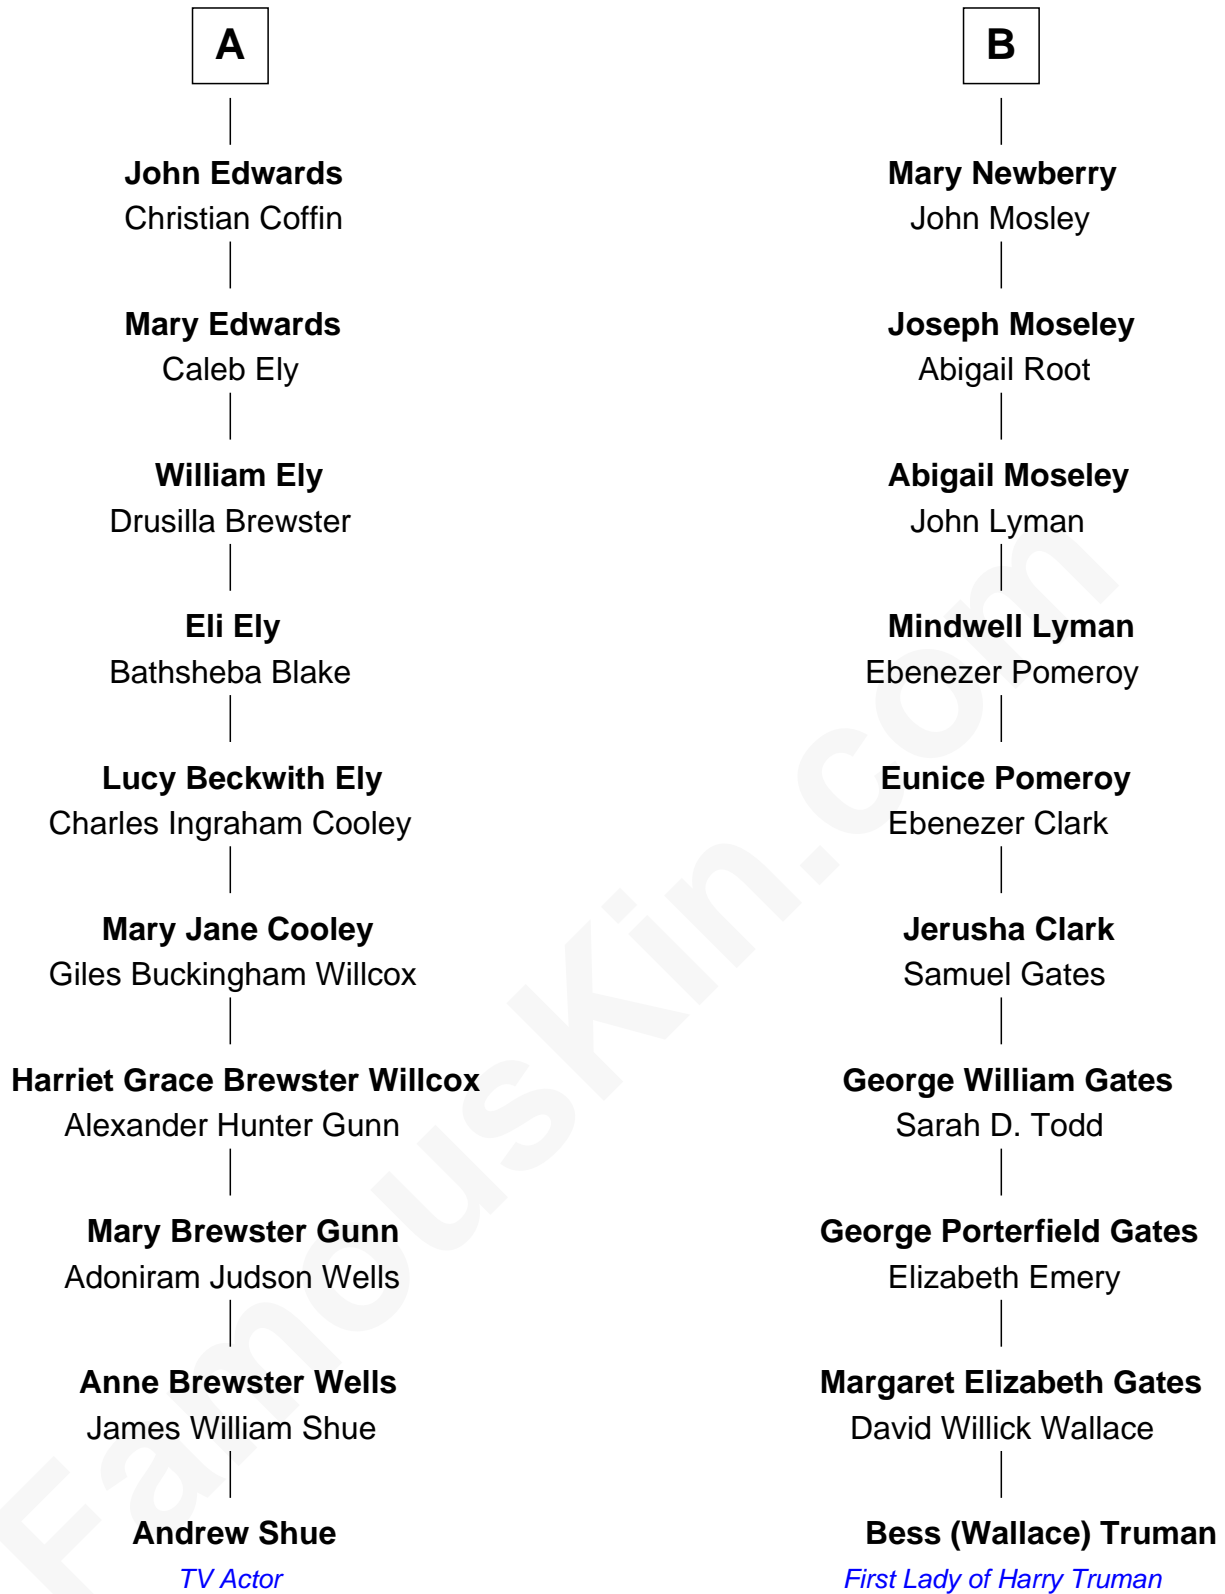 A
John Edwards
Christian Coffin
Mary Edwards
Caleb Ely
William Ely
Drusilla Brewster
Eli Ely
Bathsheba Blake
Lucy Beckwith Ely
Charles Ingraham Cooley
Mary Jane Cooley
Giles Buckingham Willcox
Harriet Grace Brewster Willcox
Alexander Hunter Gunn
Mary Brewster Gunn
Adoniram Judson Wells
Anne Brewster Wells
James William Shue
Andrew Shue
TV Actor
B
Mary Newberry
John Mosley
Joseph Moseley
Abigail Root
Abigail Moseley
John Lyman
Mindwell Lyman
Ebenezer Pomeroy
Eunice Pomeroy
Ebenezer Clark
Jerusha Clark
Samuel Gates
George William Gates
Sarah D. Todd
George Porterfield Gates
Elizabeth Emery
Margaret Elizabeth Gates
David Willick Wallace
Bess (Wallace) Truman
First Lady of Harry Truman
FamousKin.com